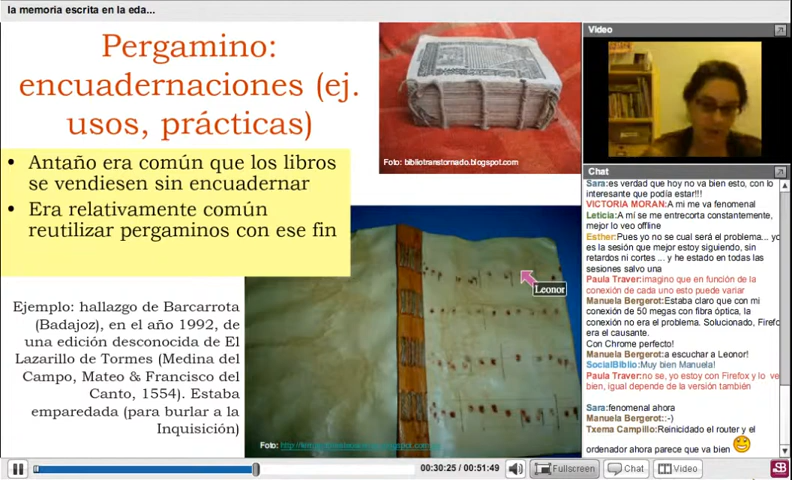 la memoria escrita en la eda...
Pergamino:
encuadernaciones (ej.
usos, prácticas)
• Antaño era común que los libros
se vendiesen sin encuadernar
• Era relativamente común
reutilizar pergaminos con ese fin
Ejemplo: hallazgo de Barcarrota
(Badajoz), en el año 1992, de
una edición desconocida de El
Lazarillo de Tormes (Medina del
Campo, Mateo & Francisco del
Canto, 1554). Estaba
emparedada (para burlar a la
Inquisición)
Foto: bibliotranstornado.blogspot.com
Leonor
Foto:
Video
Chat
Sara:es verdad que hoy no va bien esto, con lo
interesante que podía estar!!!
VICTORIA MORAN:A mi me va fenomenal
Leticia:A mí se me entrecorta constantemente,
mejor lo veo offline
Esther:Pues yo no se cual será el problema... yo
es la sesión que mejor estoy siguiendo, sin
retardos ni cortes ... y he estado en todas las
sesiones salvo una
Paula Traver:imagino que en función de la
conexión de cada uno esto puede variar
Manuela Bergerot:Estaba claro que con mi
conexión de 50 megas con fibra óptica, la
conexión no era el problema. Solucionado, Firefo
era el causante.
Con Chrome perfecto!
Manuela Bergerot:a escuchar a Leonor!
SocialBiblio:Muy bien Manuela!
Paula Traver:no se, yo estoy con Firefox y lo ve
bien, igual depende de la versión también
Sara:fenomenal ahora
Manuela Bergerot::-)
Txema Campillo:Reinicidado el router y el
ordenador ahora parece que va bien
00:30:25 / 00:51:49
Fullscreen
Chat
Video
SB